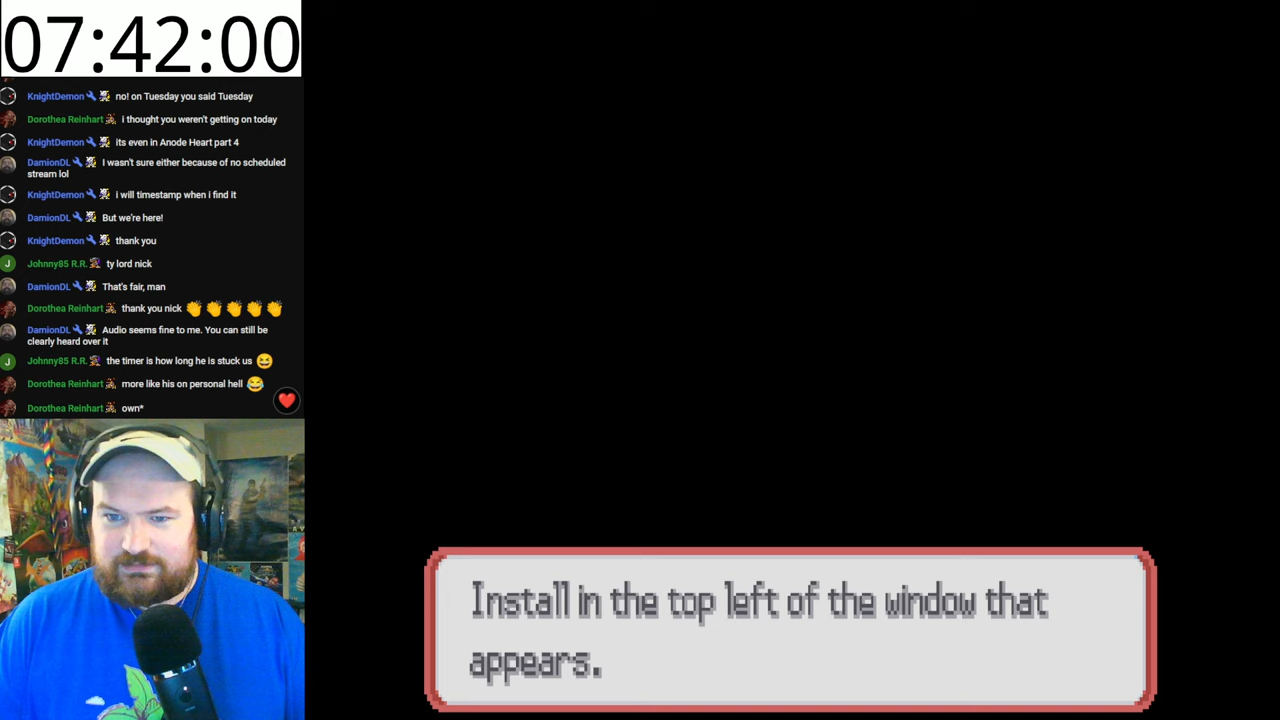 07:42:00
KnightDemon no! on Tuesday you said Tuesday
Dorothea Reinhart i thought you weren't getting on today
KnightDemon its even in Anode Heart part 4
DamionDL I wasn't sure either because of no scheduled
stream lol
KnightDemon i will timestamp when i find it
DamionDL But we're here!
KnightDemon thank you
J Johnny85 R.R. ty lord nick
DamionDL That's fair, man
Dorothea Reinhart thank you nick 👏 👏 👏 👏 👏
DamionDL Audio seems fine to me. You can still be
clearly heard over it
J Johnny85 R.R. the timer is how long he is stuck us 😆
Dorothea Reinhart more like his on personal hell 😂
Dorothea Reinhart own*
Install in the top left of the window that
appears.